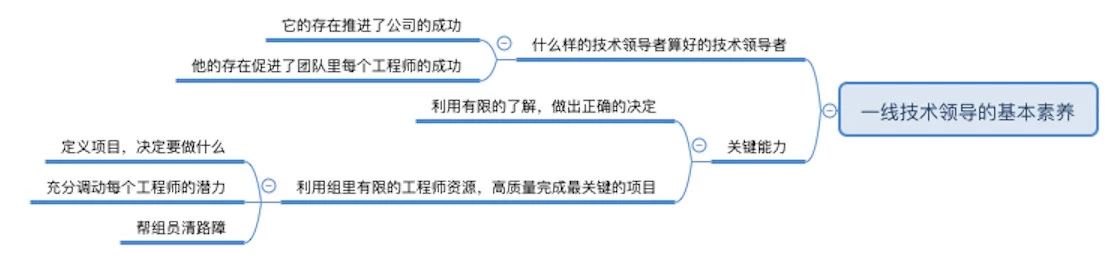 它的存在推进了公司的成功
什么样的技术领导者算好的技术领导者
他的存在促进了团队里每个工程师的成功
利用有限的了解，做出正确的决定
一线技术领导的基本素养
定义项目，决定要做什么
关键能力
充分调动每个工程师的潜力
利用组里有限的工程师资源，高质量完成最关键的项目
帮组员清路障